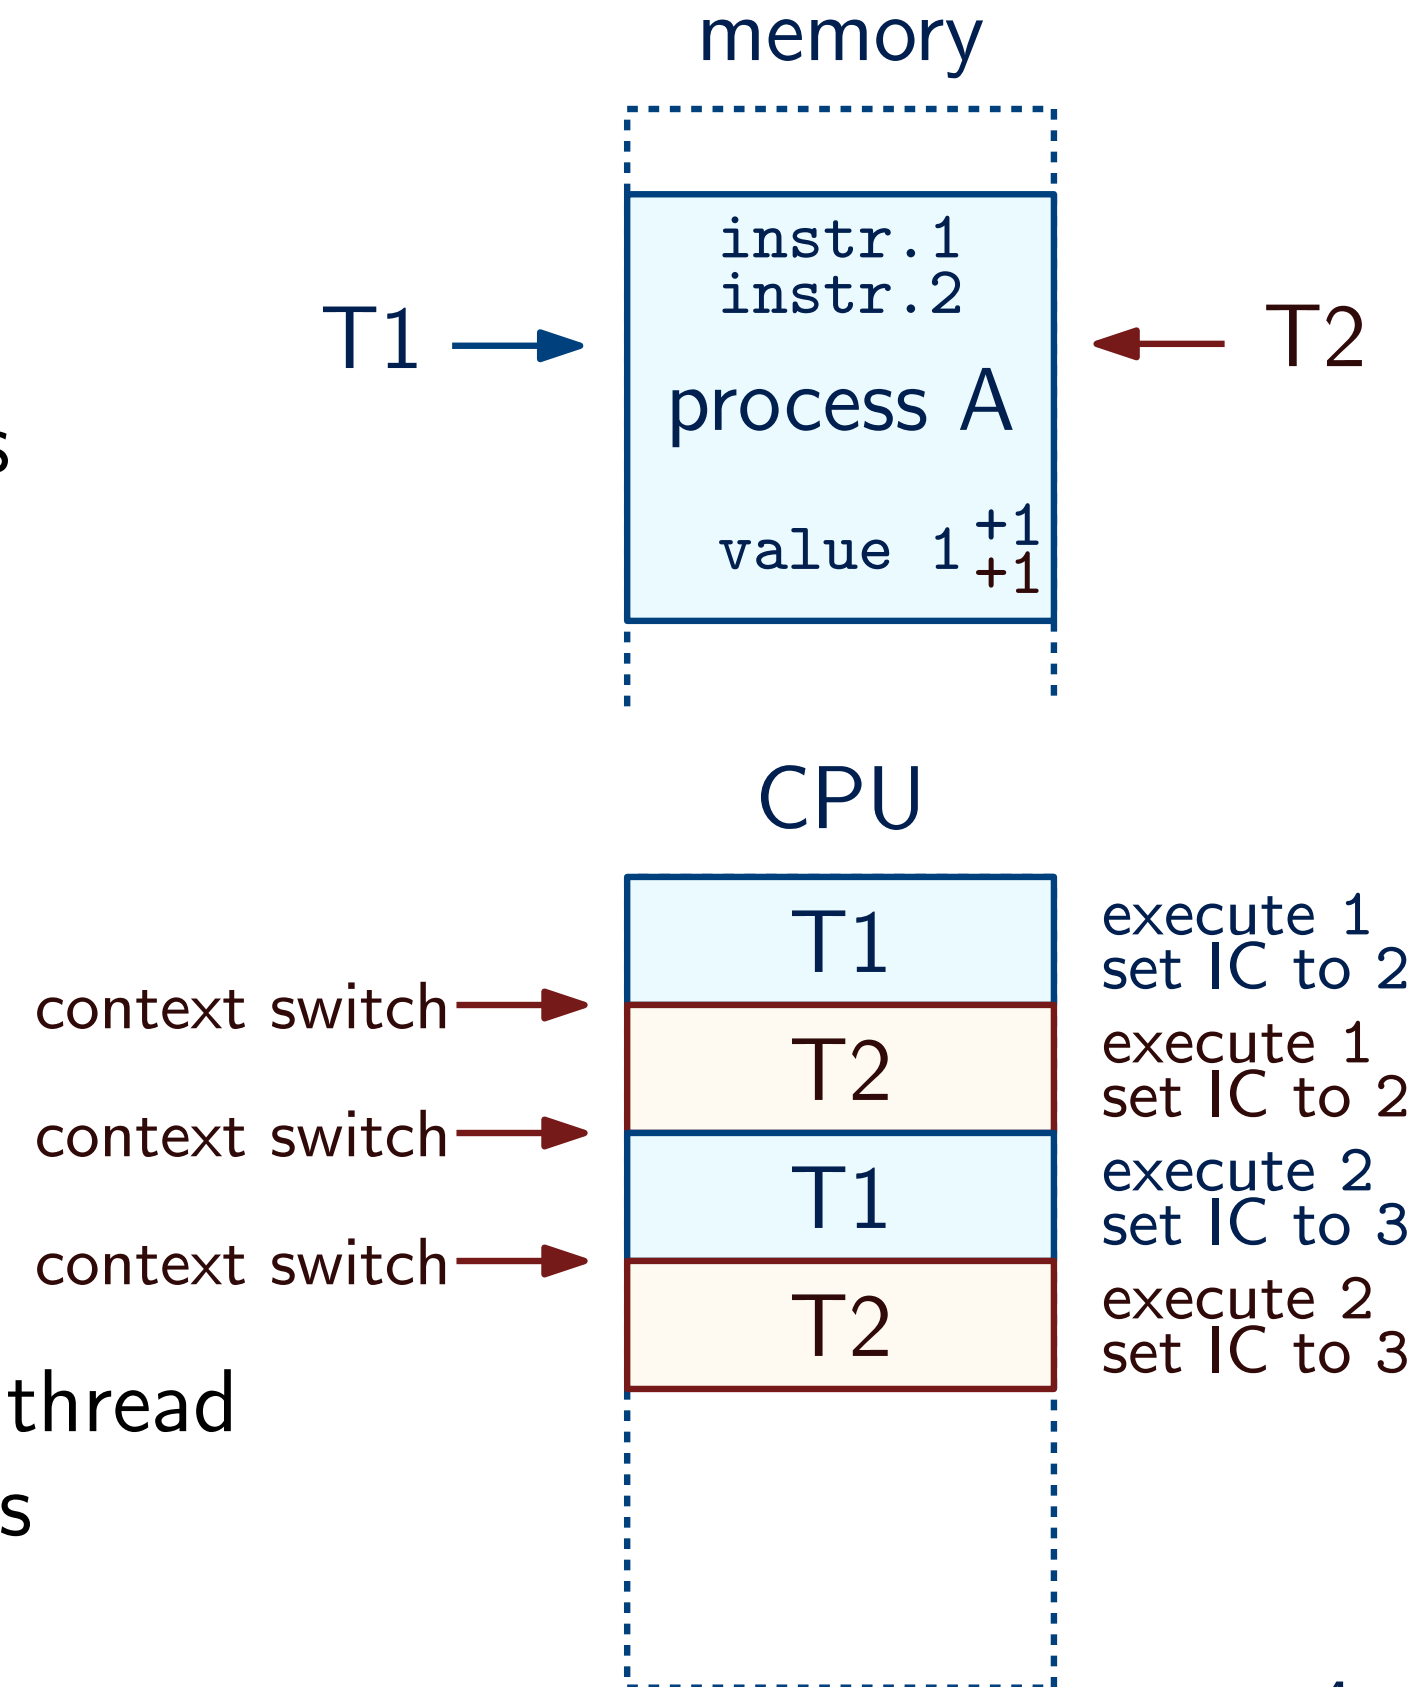 memory
instr.1
instr.2
T1
T2
process A
s
value 1 +1
+1
CPU
T1
execute 1
set IC to 2
context switch
T2
execute 1
set IC to 2
context switch
T1
execute 2
set IC to 3
context switch
T2
execute 2
set IC to 3
thread
s